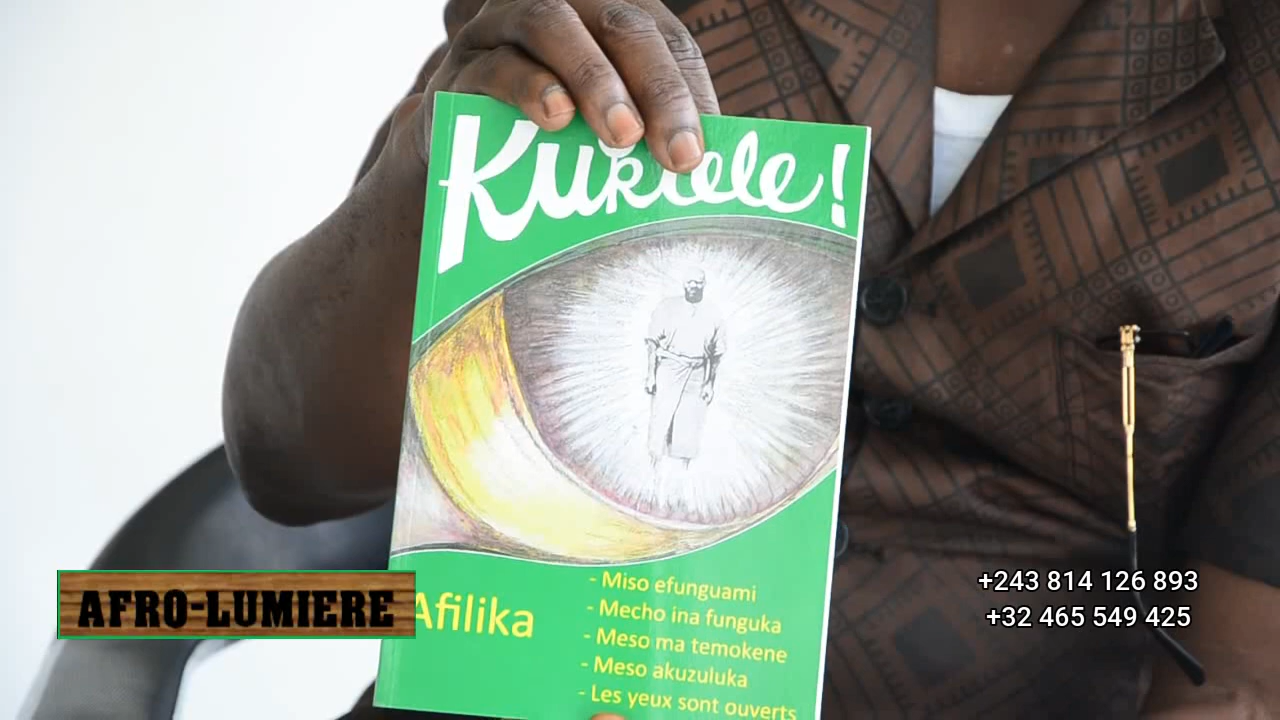 Kukiele!
Afilika
- Miso efunguami
- Mecho ina funguka
- Meso ma temokene
- Meso akuzuluka
- Les yeux sont ouverts
AFRO-LUMIERE
+243 814 126 893
+32 465 549 425